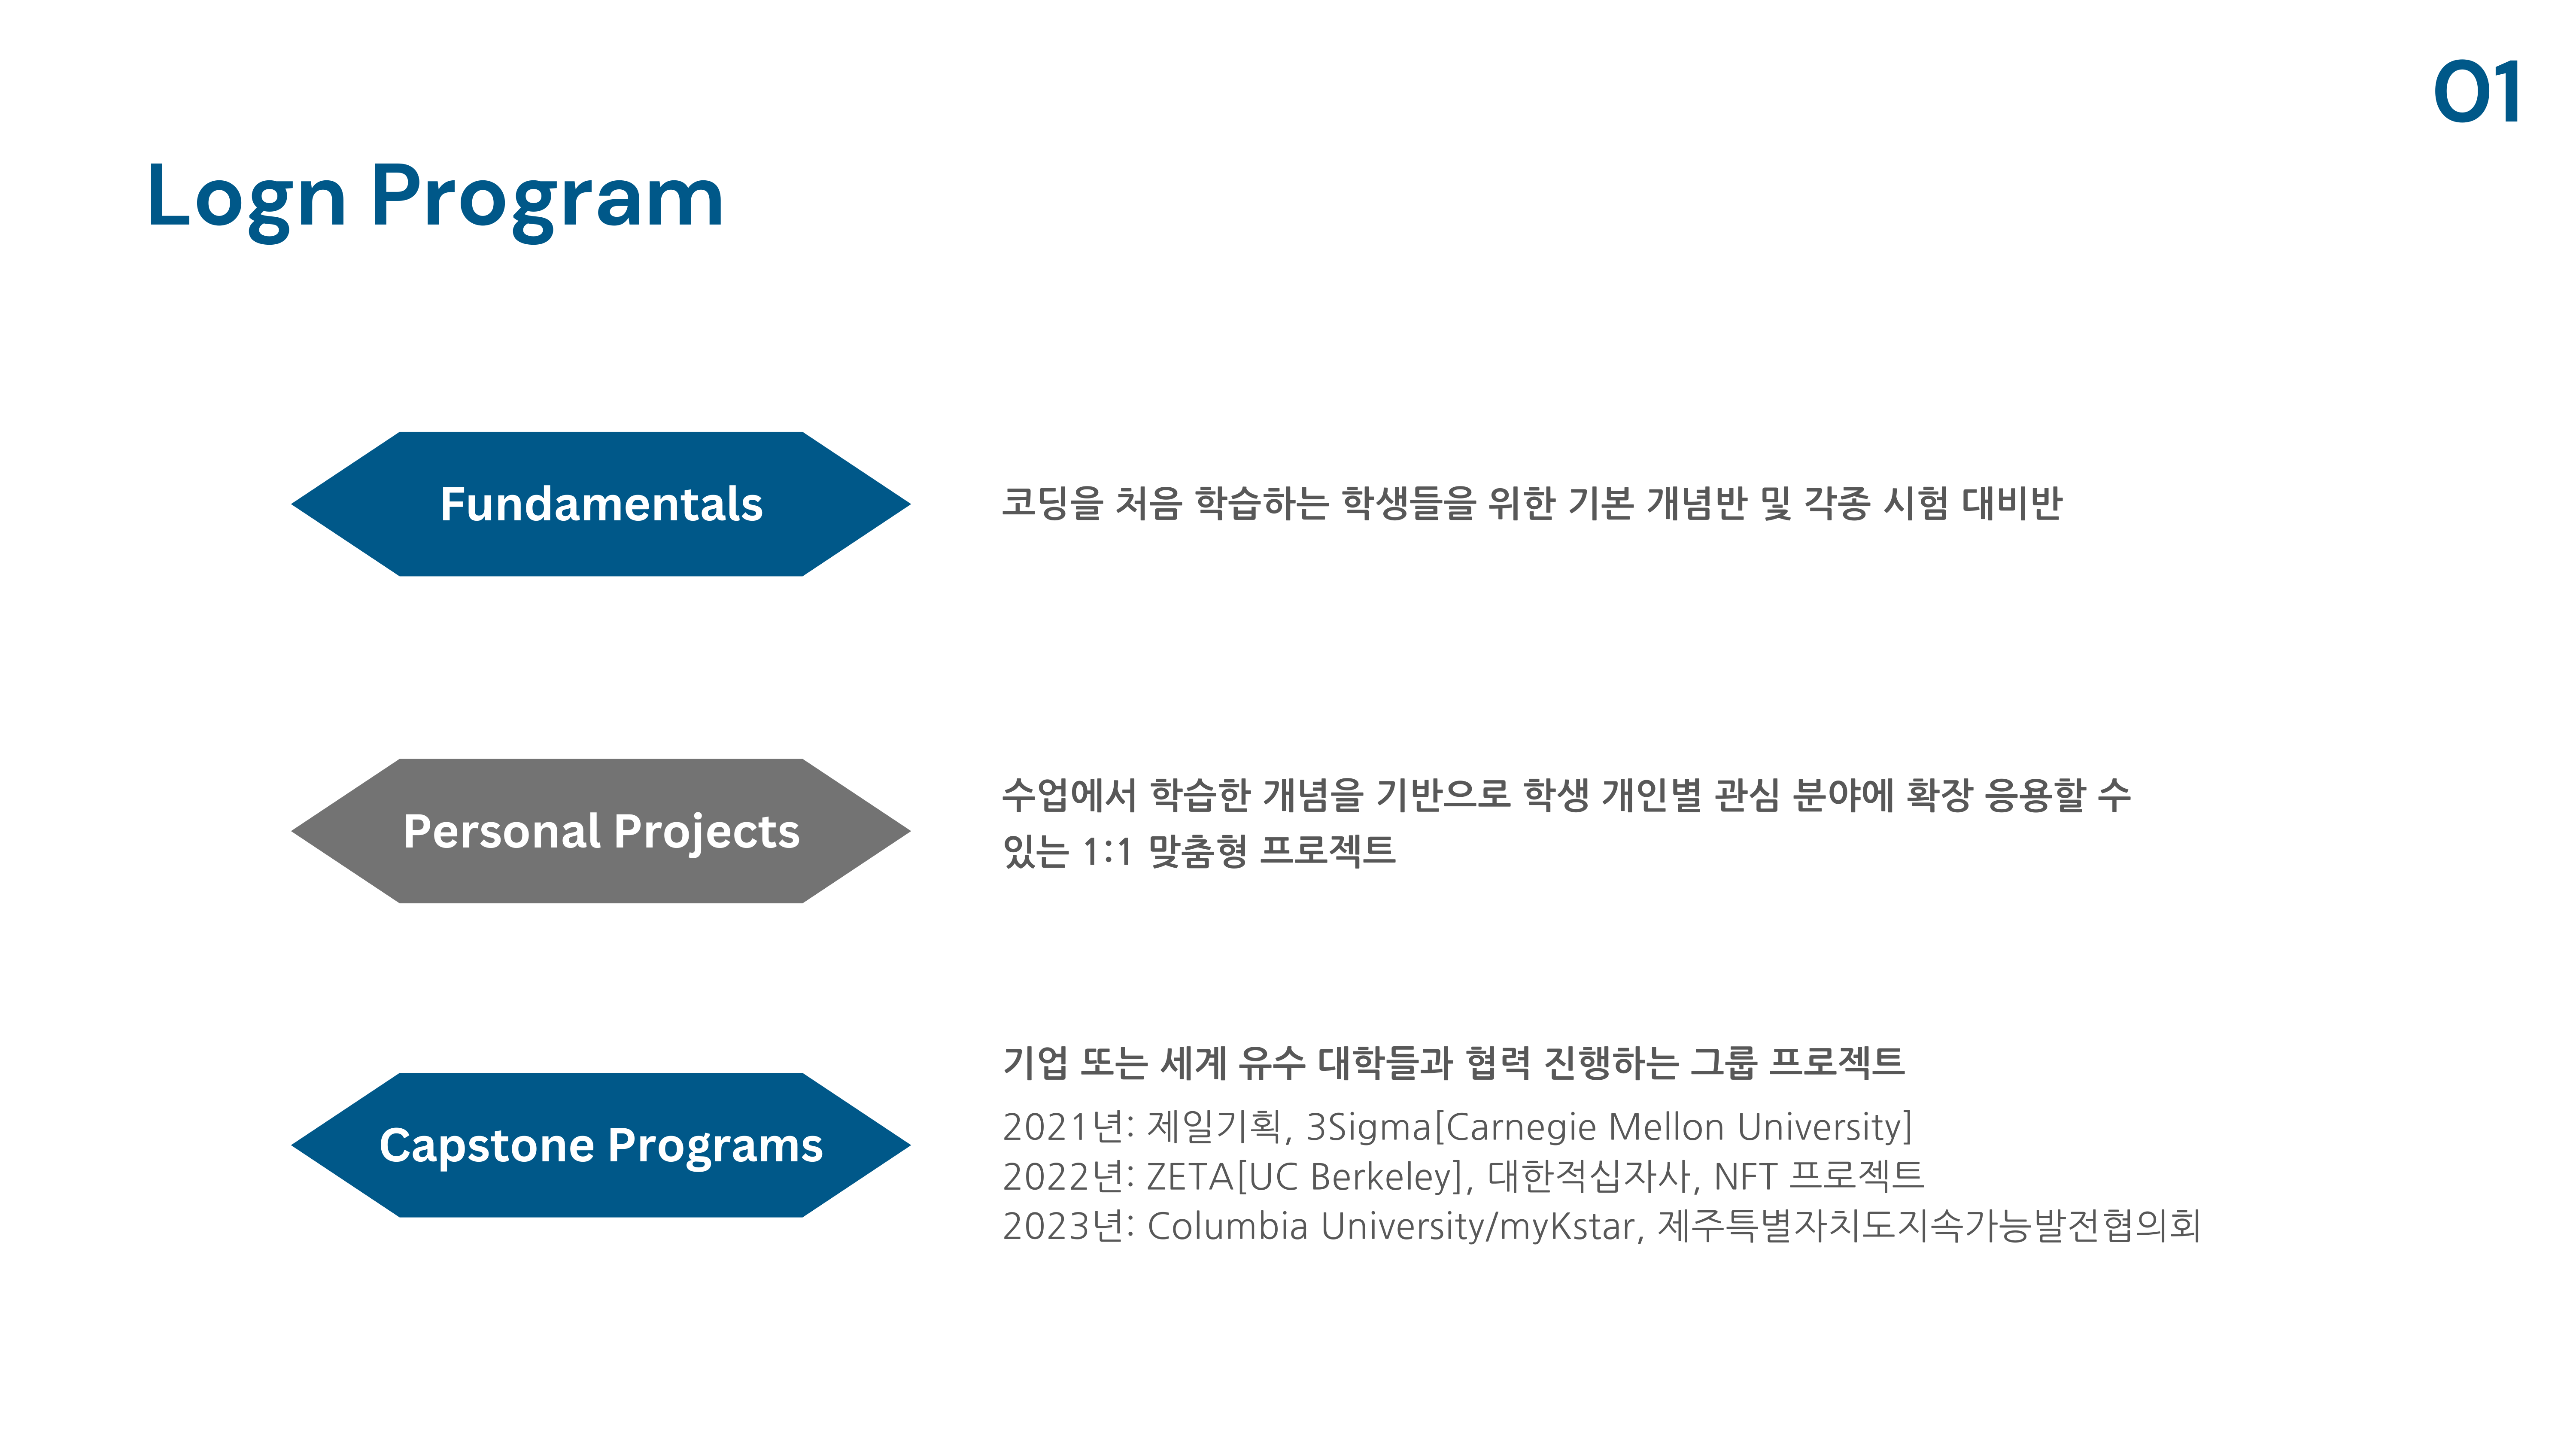 01
Logn Program
Fundamentals
코딩을 처음 학습하는 학생들을 위한 기본 개념반 및 각종 시험 대비반
Personal Projects
수업에서 학습한 개념을 기반으로 학생 개인별 관심 분야에 확장 응용할 수
있는 1:1 맞춤형 프로젝트
Capstone Programs
기업 또는 세계 유수 대학들과 협력 진행하는 그룹 프로젝트
2021년: 제일기획, 3Sigma[Carnegie Mellon University]
2022년: ZETA[UC Berkeley], 대한적십자사, NFT 프로젝트
2023년: Columbia University/myKstar, 제주특별자치도지속가능발전협의회